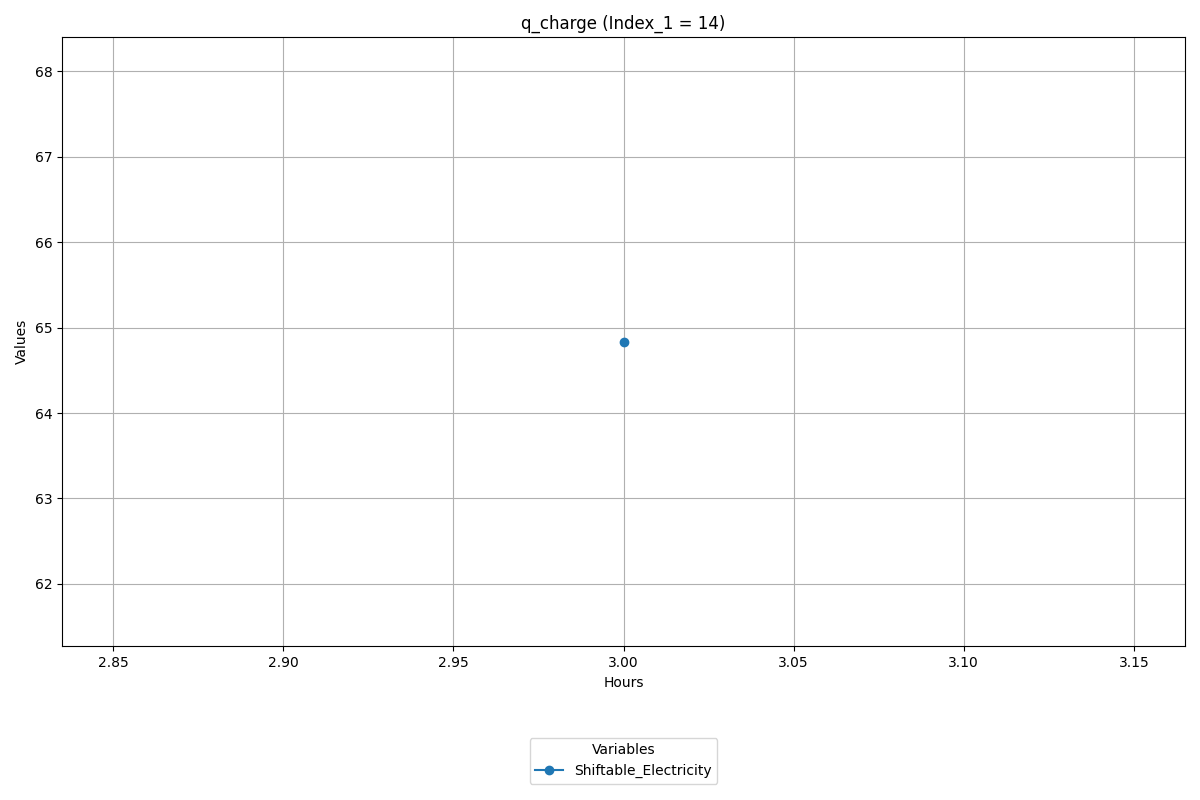 q_charge (Index_1 = 14)
68
67
66
65
64
63
62
Values
2.85 2.90 2.95 3.00 3.05 3.10 3.15
Hours
Variables
Shiftable_Electricity